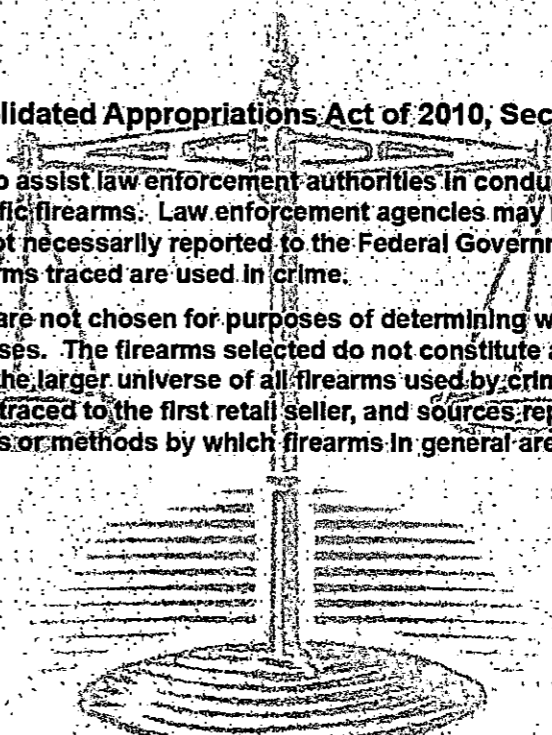 lidated Appropriations Act of 2010, Sec
o assist law enforcement authorities in condu
fic firearms. Law enforcement agencies may
ot necessarily reported to the Federal Governm
rms traced are used in crime.
are not chosen for purposes of determining w
ses. The firearms selected do not constitute a
the larger universe of all firearms used by crim
traced to the first retail seller, and sources rep
s or methods by which firearms in general are